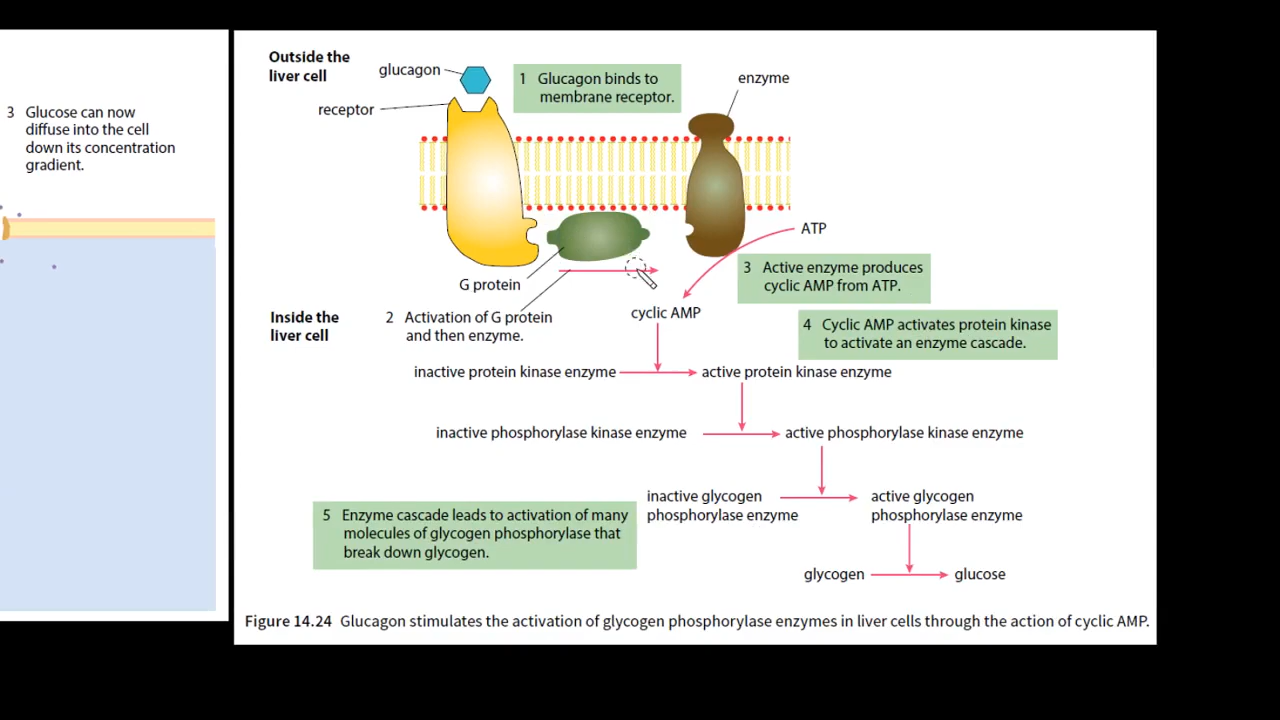 3 Glucose can now
diffuse into the cell
down its concentration
gradient.
Outside the
liver cell
glucagon
receptor
1 Glucagon binds to
membrane receptor.
enzyme
ATP
G protein
3 Active enzyme produces
cyclic AMP from ATP.
Inside the
liver cell
2 Activation of G protein
and then enzyme.
cyclic AMP
4 Cyclic AMP activates protein kinase
to activate an enzyme cascade.
inactive protein kinase enzyme
active protein kinase enzyme
inactive phosphorylase kinase enzyme
active phosphorylase kinase enzyme
inactive glycogen
phosphorylase enzyme
active glycogen
phosphorylase enzyme
5 Enzyme cascade leads to activation of many
molecules of glycogen phosphorylase that
break down glycogen.
glycogen
glucose
Figure 14.24 Glucagon stimulates the activation of glycogen phosphorylase enzymes in liver cells through the action of cyclic AMP.